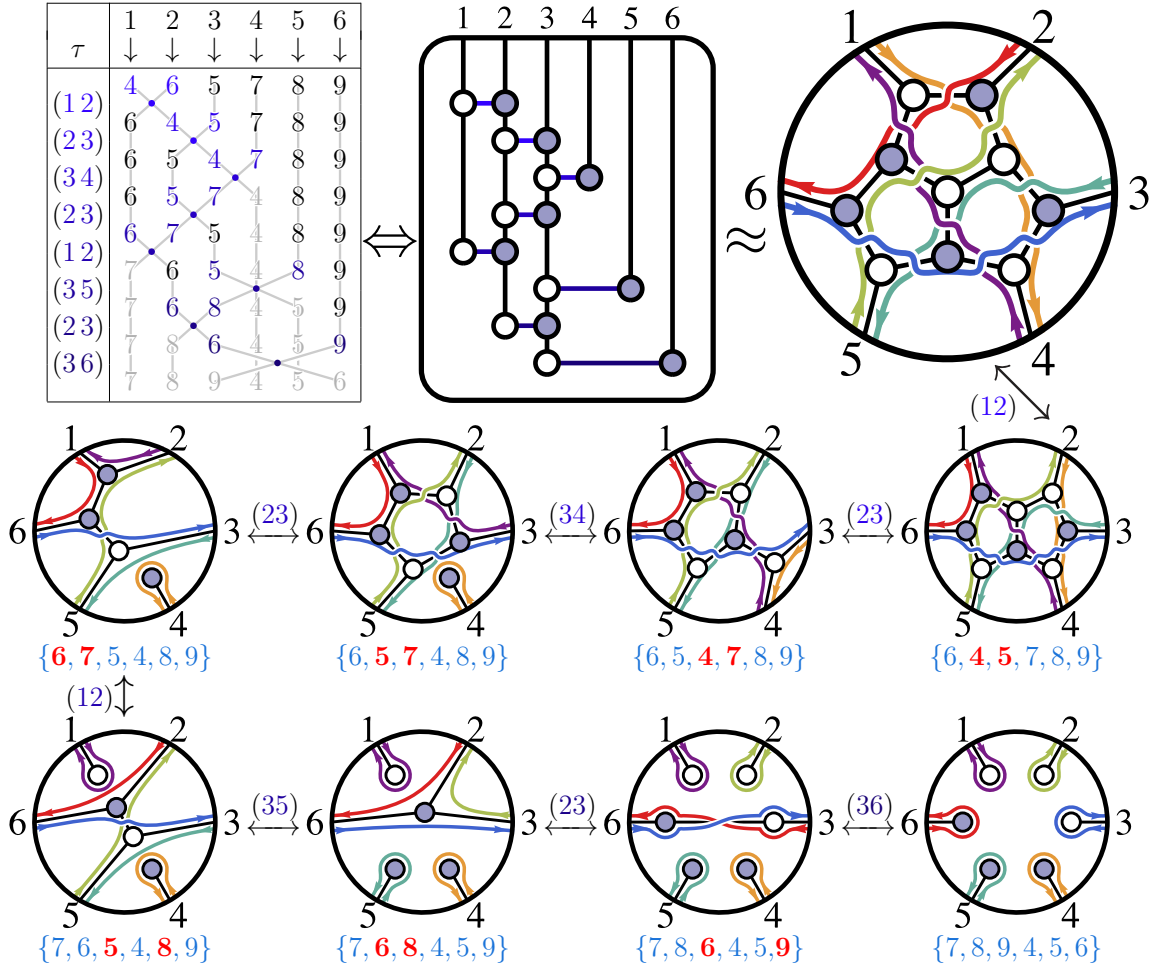 1 2 3 4 5 6
τ ↓ ↓ ↓ ↓ ↓ ↓
4 6 5 7 8 9
(1 2)
6 4 5 7 8 9
(2 3)
6 5 4 7 8 9
(3 4)
6 5 7 4 8 9
(2 3)
6 7 5 4 8 9
(1 2)
7 6 5 4 8 9
(3 5)
7 6 8 4 5 9
(2 3)
7 8 6 4 5 9
(3 6)
7 8 9 4 5 6
⇔
1 2 3 4 5 6
≈
1 2
6 3
5 4
(12)
1 2 1 2 1 2 1 2
6 3 (23) 6 3 (34) 6 3 (23) 6 3
5 4 5 4 5 4 5 4
{6, 7, 5, 4, 8, 9} {6, 5, 7, 4, 8, 9} {6, 5, 4, 7, 8, 9} {6, 4, 5, 7, 8, 9}
(12)
1 2 1 2 1 2 1 2
6 3 (35) 6 3 (23) 6 3 (36) 6 3
5 4 5 4 5 4 5 4
{7, 6, 5, 4, 8, 9} {7, 6, 8, 4, 5, 9} {7, 8, 6, 4, 5, 9} {7, 8, 9, 4, 5, 6}